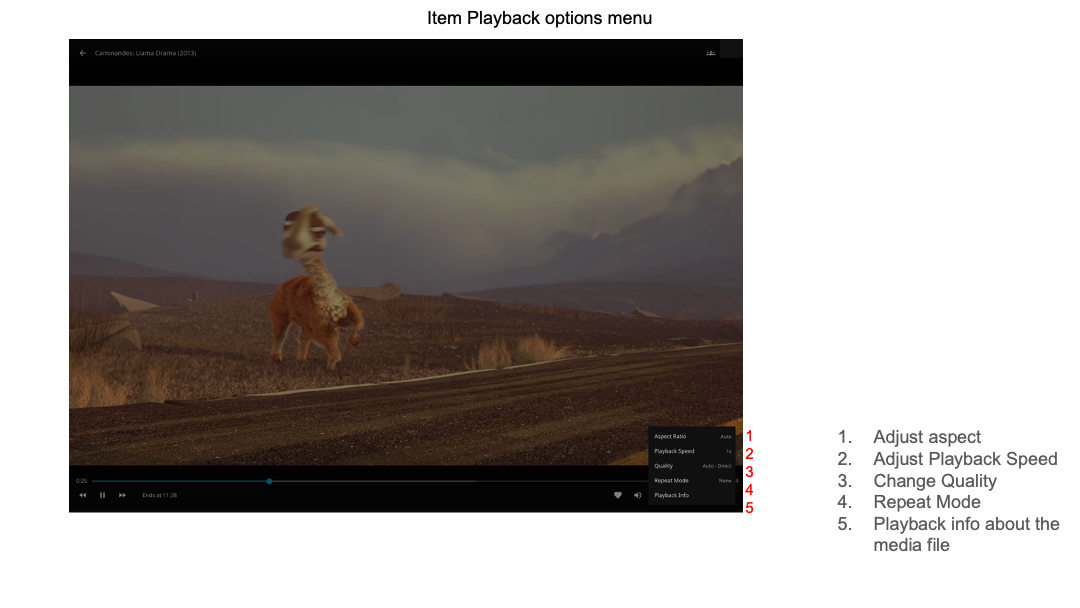 Item Playback options menu
Caminandes: Llama Drama (2013)
Aspect Ratio Auto 1
Playback Speed 1x 2
Quality Auto - Direct 3
Repeat Mode None 4
Playback Info 5
0:25
Ends at 11:38
1. Adjust aspect
2. Adjust Playback Speed
3. Change Quality
4. Repeat Mode
5. Playback info about the
media file